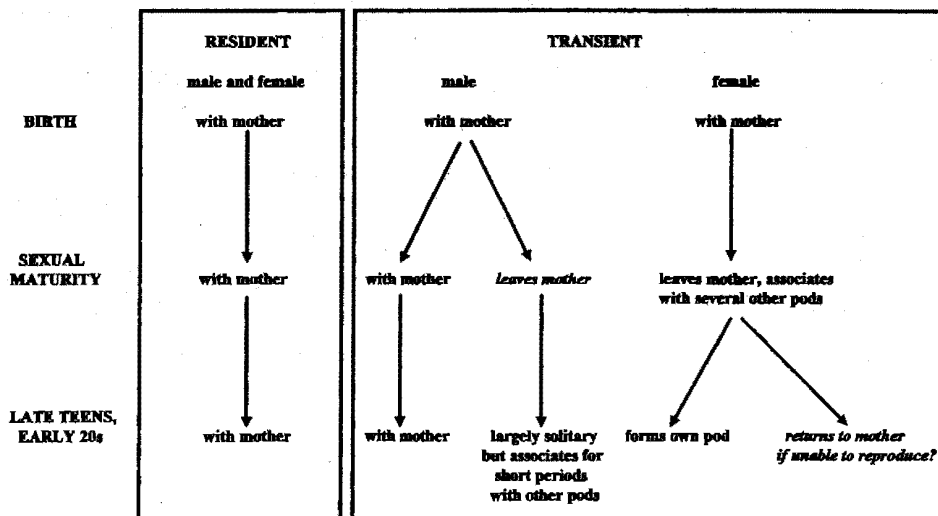 RESIDENT
TRANSIENT
male and female
male
female
BIRTH
with mother
with mother
with mother
SEXUAL
MATURITY
with mother
with mother
leaves mother
leaves mother, associates
with several other pods
LATE TEENS,
EARLY 20s
with mother
with mother
largely solitary
but associates for
short periods
with other pods
forms own pod
returns to mother
if unable to reproduce?